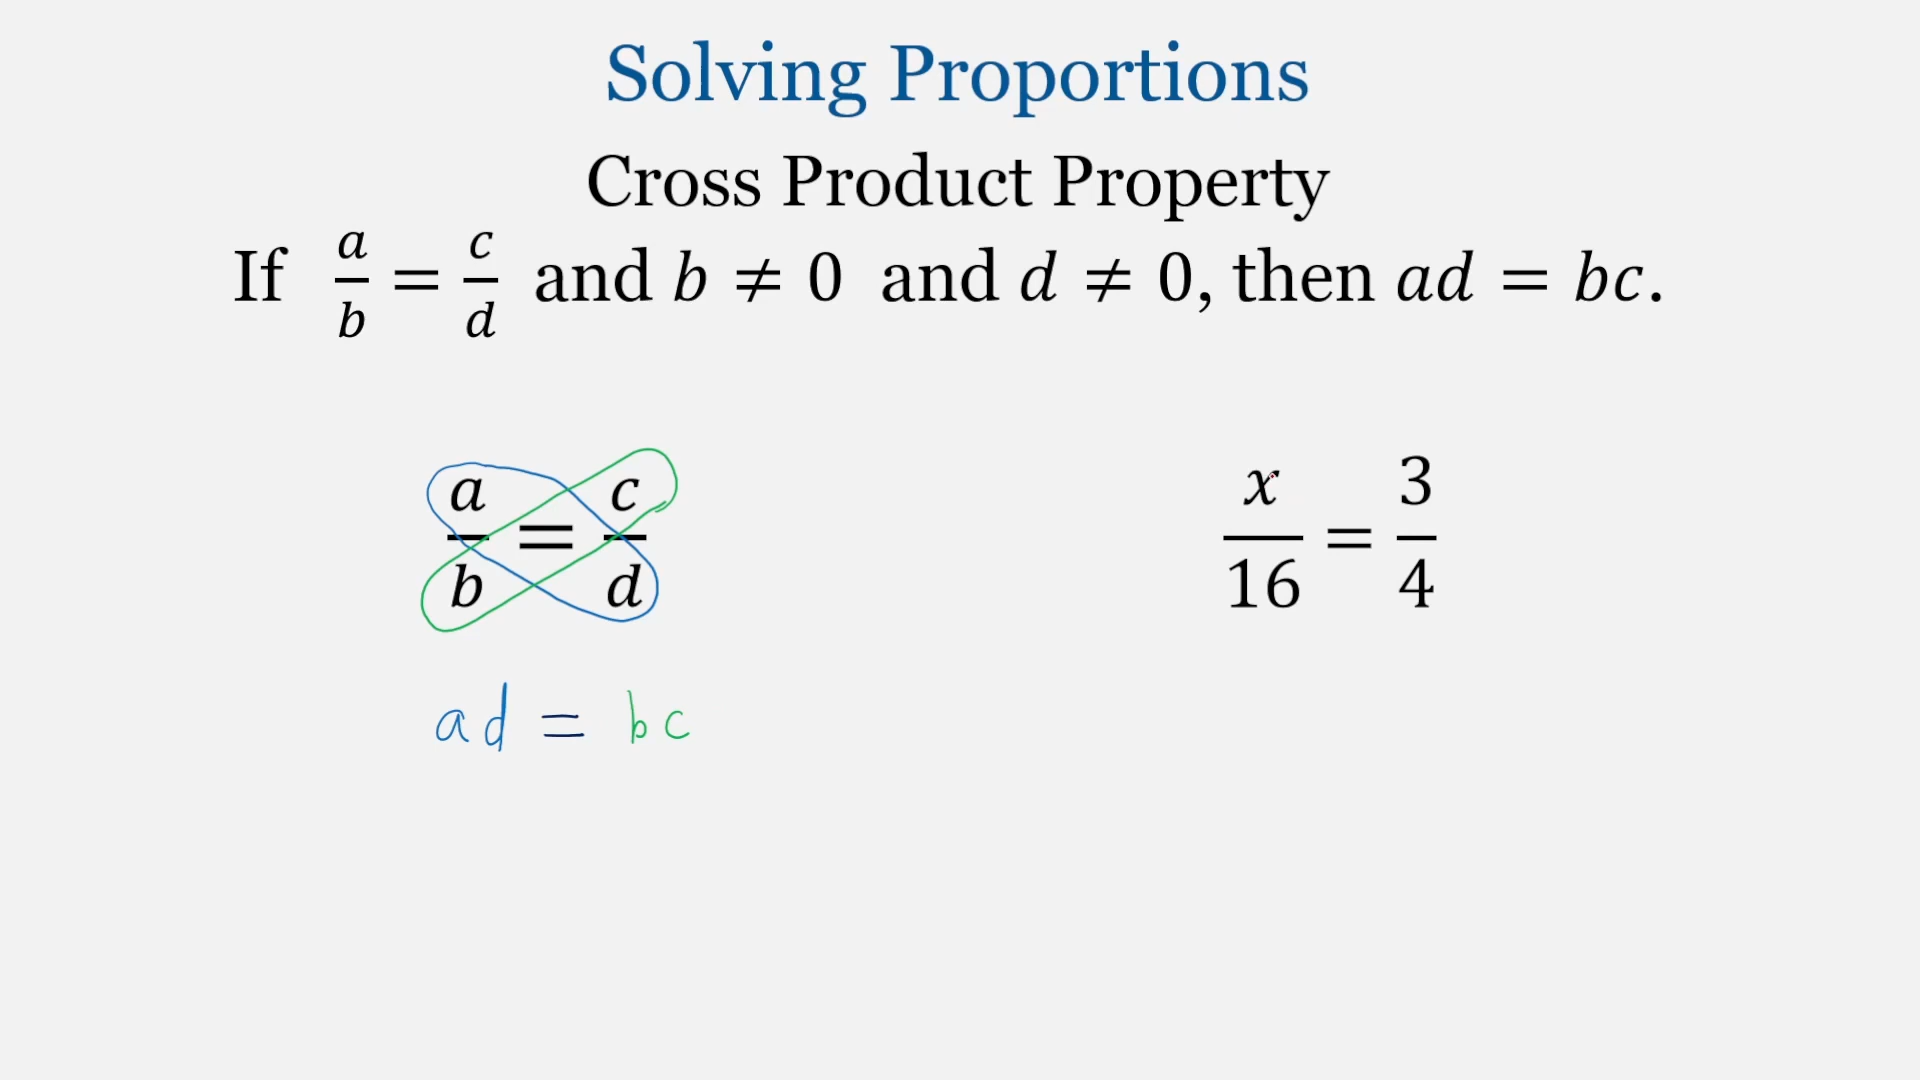 Solving Proportions
Cross Product Property
If a/b = c/d and b ≠ 0 and d ≠ 0, then ad = bc.
a/b = c/d
x/16 = 3/4
ad = bc